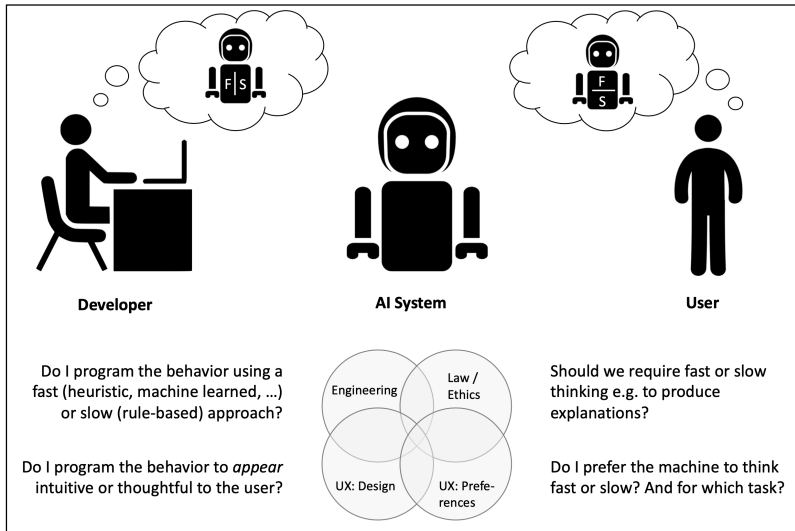 F|S
F
S
Developer
AI System
User
Do I program the behavior using a
fast (heuristic, machine learned, ...)
or slow (rule-based) approach?
Engineering
Law /
Ethics
Should we require fast or slow
thinking e.g. to produce
explanations?
Do I program the behavior to appear
intuitive or thoughtful to the user?
UX: Design
UX: Prefe-
rences
Do I prefer the machine to think
fast or slow? And for which task?